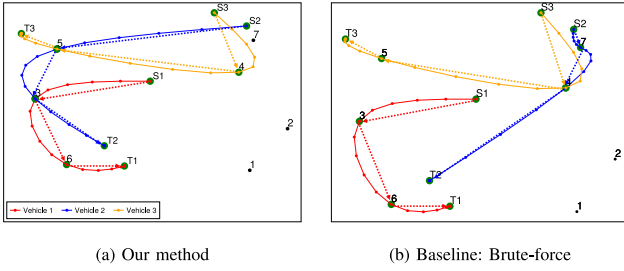 S3
S2
T3
7
5
4
S1
3
2
T2
6
T1
1
Vehicle 1
Vehicle 2
Vehicle 3
S3
S2
T3
7
5
4
S1
3
2
T2
6
T1
1
(a) Our method
(b) Baseline: Brute-force